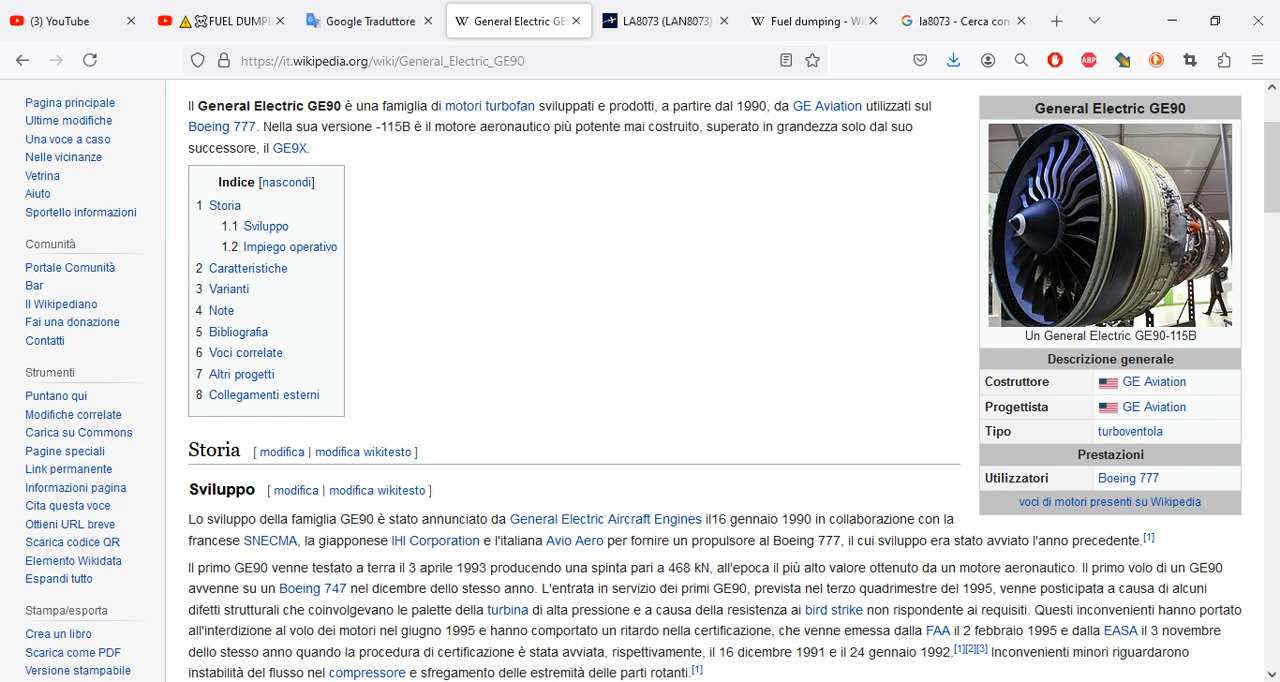 (3) YouTube
FUEL DUMPI
Google Traduttore
General Electric GE
LA8073 (LAN8073)
Fuel dumping - Wi
la8073 - Cerca con
https://it.wikipedia.org/wiki/General_Electric_GE90
ABP
Pagina principale
Ultime modifiche
Una voce a caso
Nelle vicinanze
Vetrina
Aiuto
Sportello informazioni
Comunità
Portale Comunità
Bar
Il Wikipediano
Fai una donazione
Contatti
Strumenti
Puntano qui
Modifiche correlate
Carica su Commons
Pagine speciali
Link permanente
Informazioni pagina
Cita questa voce
Ottieni URL breve
Scarica codice QR
Elemento Wikidata
Espandi tutto
Stampa/esporta
Crea un libro
Scarica come PDF
Versione stampabile
Il General Electric GE90 è una famiglia di motori turbofan sviluppati e prodotti, a partire dal 1990, da GE Aviation utilizzati sul
Boeing 777. Nella sua versione -115B è il motore aeronautico più potente mai costruito, superato in grandezza solo dal suo
successore, il GE9X.
Indice [nascondi]
1 Storia
1.1 Sviluppo
1.2 Impiego operativo
2 Caratteristiche
3 Varianti
4 Note
5 Bibliografia
6 Voci correlate
7 Altri progetti
8 Collegamenti esterni
Storia [ modifica | modifica wikitesto ]
Sviluppo [ modifica | modifica wikitesto ]
Lo sviluppo della famiglia GE90 è stato annunciato da General Electric Aircraft Engines il16 gennaio 1990 in collaborazione con la
francese SNECMA, la giapponese IHI Corporation e l'italiana Avio Aero per fornire un propulsore al Boeing 777, il cui sviluppo era stato avviato l'anno precedente.[1]
Il primo GE90 venne testato a terra il 3 aprile 1993 producendo una spinta pari a 468 kN, all'epoca il più alto valore ottenuto da un motore aeronautico. Il primo volo di un GE90
avvenne su un Boeing 747 nel dicembre dello stesso anno. L'entrata in servizio dei primi GE90, prevista nel terzo quadrimestre del 1995, venne posticipata a causa di alcuni
difetti strutturali che coinvolgevano le palette della turbina di alta pressione e a causa della resistenza ai bird strike non rispondente ai requisiti. Questi inconvenienti hanno portato
all'interdizione al volo dei motori nel giugno 1995 e hanno comportato un ritardo nella certificazione, che venne emessa dalla FAA il 2 febbraio 1995 e dalla EASA il 3 novembre
dello stesso anno quando la procedura di certificazione è stata avviata, rispettivamente, il 16 dicembre 1991 e il 24 gennaio 1992.[1][2][3] Inconvenienti minori riguardarono
instabilità del flusso nel compressore e sfregamento delle estremità delle parti rotanti.[1]
General Electric GE90
Un General Electric GE90-115B
Descrizione generale
Costruttore GE Aviation
Progettista GE Aviation
Tipo turboventola
Prestazioni
Utilizzatori Boeing 777
voci di motori presenti su Wikipedia